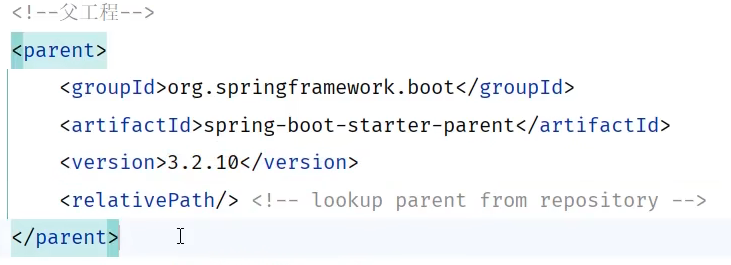 <!--父工程-->
<parent>
<groupId>org.springframework.boot</groupId>
<artifactId>spring-boot-starter-parent</artifactId>
<version>3.2.10</version>
<relativePath/> <!-- lookup parent from repository -->
</parent>